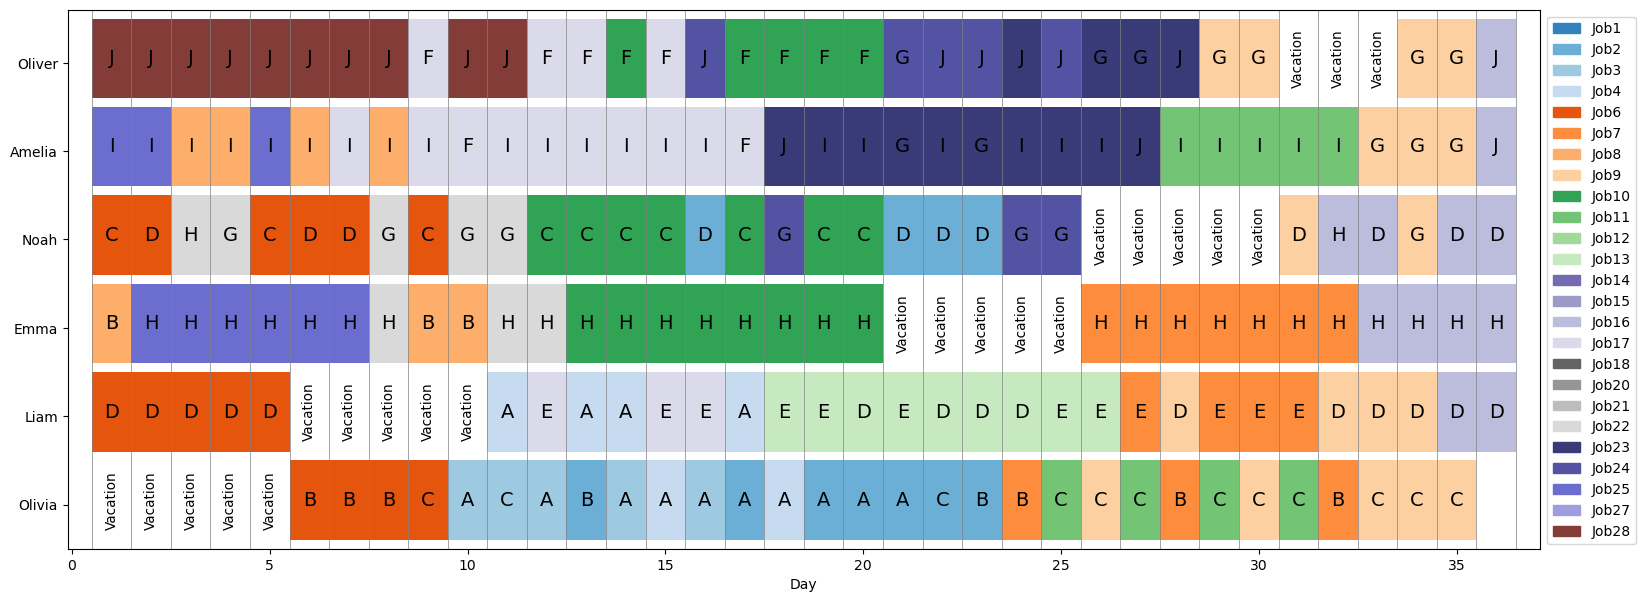 Oliver J J J J J J J J F J J F F F F J F F F F G J J J J G G J G G Vacation Vacation Vacation G G J
Amelia I I I I I I I I I F I I I I I I F J I I G I G I I I J I I I I I G G G J
Noah C D H G C D D G C G G C C C C D C G C C D D D G G Vacation Vacation Vacation Vacation Vacation D H D G D D
Emma B H H H H H H H B B H H H H H H H H H H Vacation Vacation Vacation Vacation Vacation H H H H H H H H H H H
Liam D D D D D Vacation Vacation Vacation Vacation Vacation A E A A E E A E E D E D D D E E E D E E E D D D D D
Olivia Vacation Vacation Vacation Vacation Vacation B B B C A C A B A A A A A A A A C B B C C C B C C C B C C C
0 5 10 15 20 25 30 35
Day
Job1
Job2
Job3
Job4
Job6
Job7
Job8
Job9
Job10
Job11
Job12
Job13
Job14
Job15
Job16
Job17
Job18
Job20
Job21
Job22
Job23
Job24
Job25
Job27
Job28